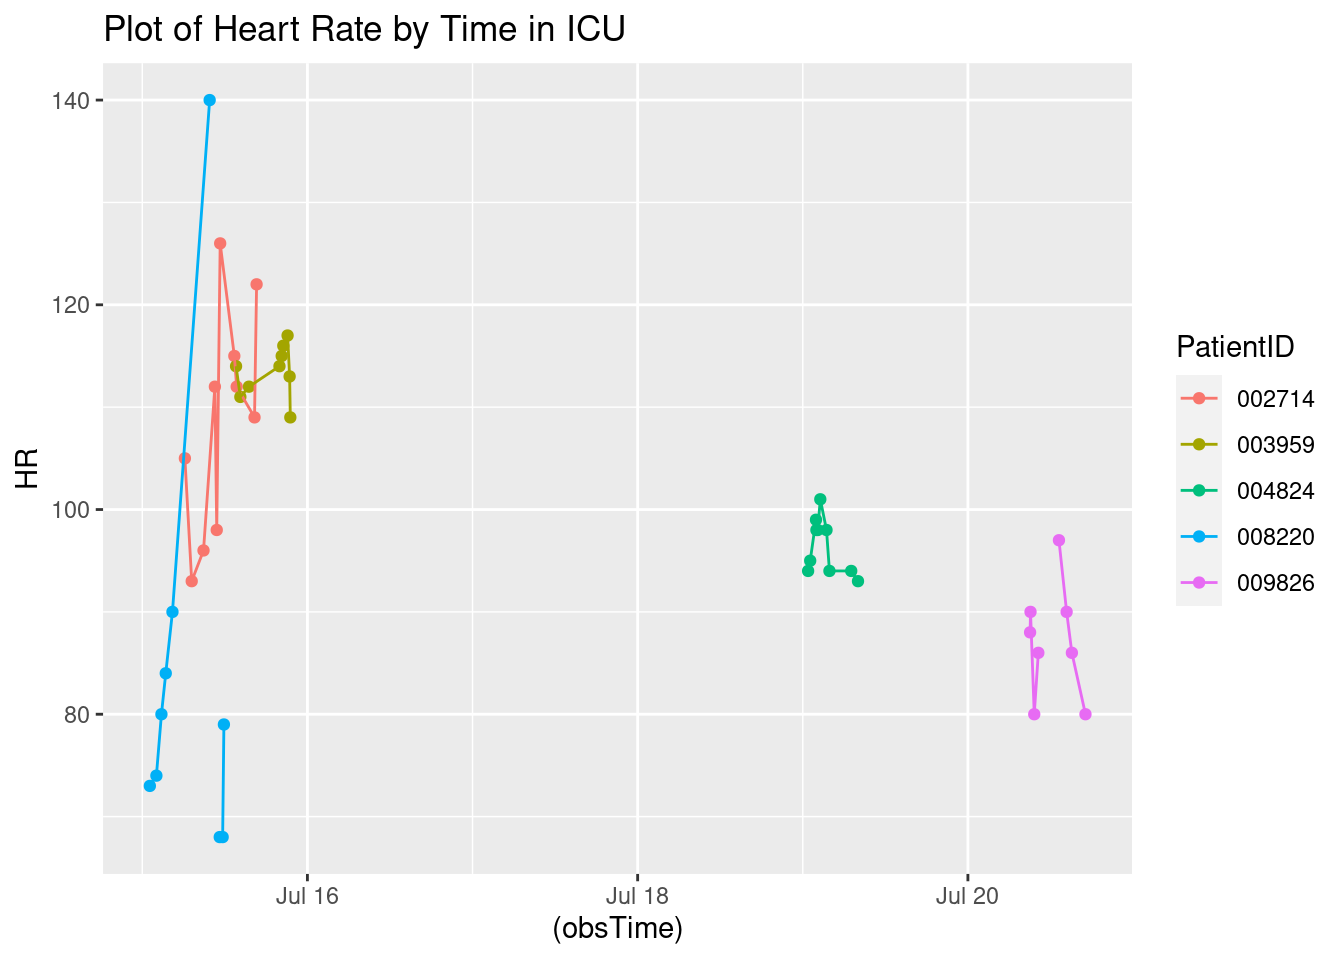 Plot of Heart Rate by Time in ICU
140
120
100
80
HR
Jul 16
Jul 18
Jul 20
(obsTime)
PatientID
002714
003959
004824
008220
009826